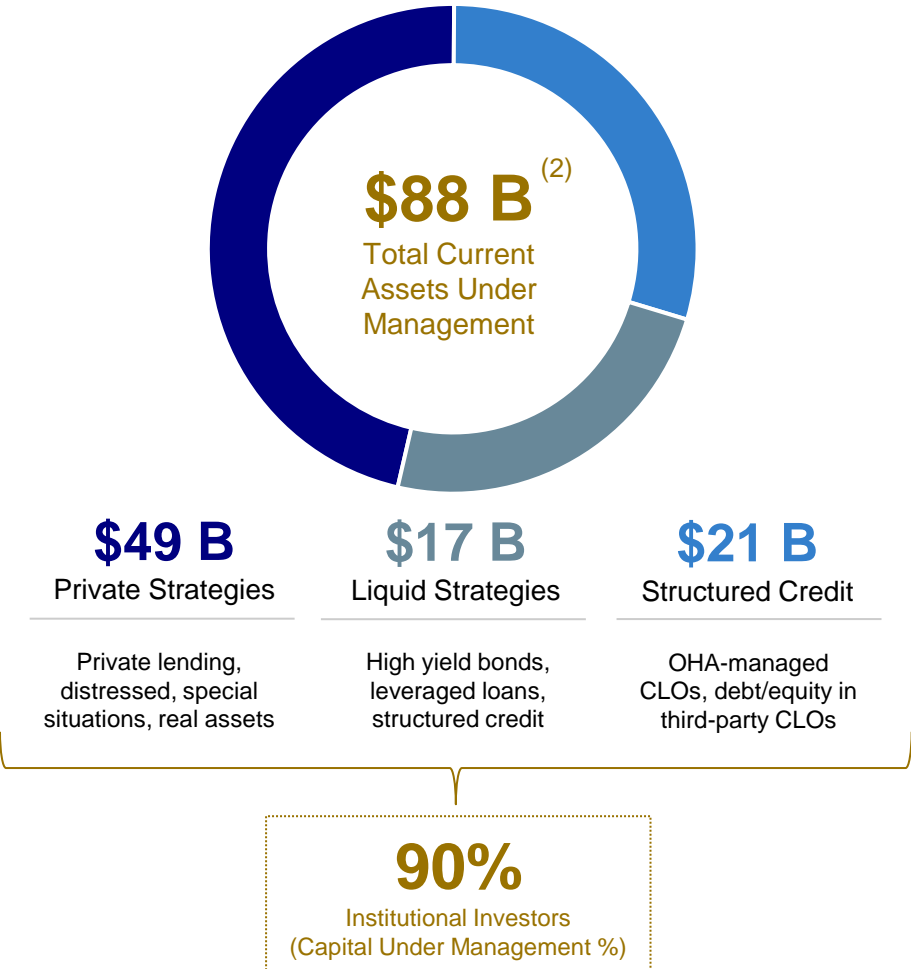 $88 B (2)
Total Current
Assets Under
Management
$49 B
Private Strategies
Private lending,
distressed, special
situations, real assets
$17 B
Liquid Strategies
High yield bonds,
leveraged loans,
structured credit
$21 B
Structured Credit
OHA-managed
CLOs, debt/equity in
third-party CLOs
90%
Institutional Investors
(Capital Under Management %)